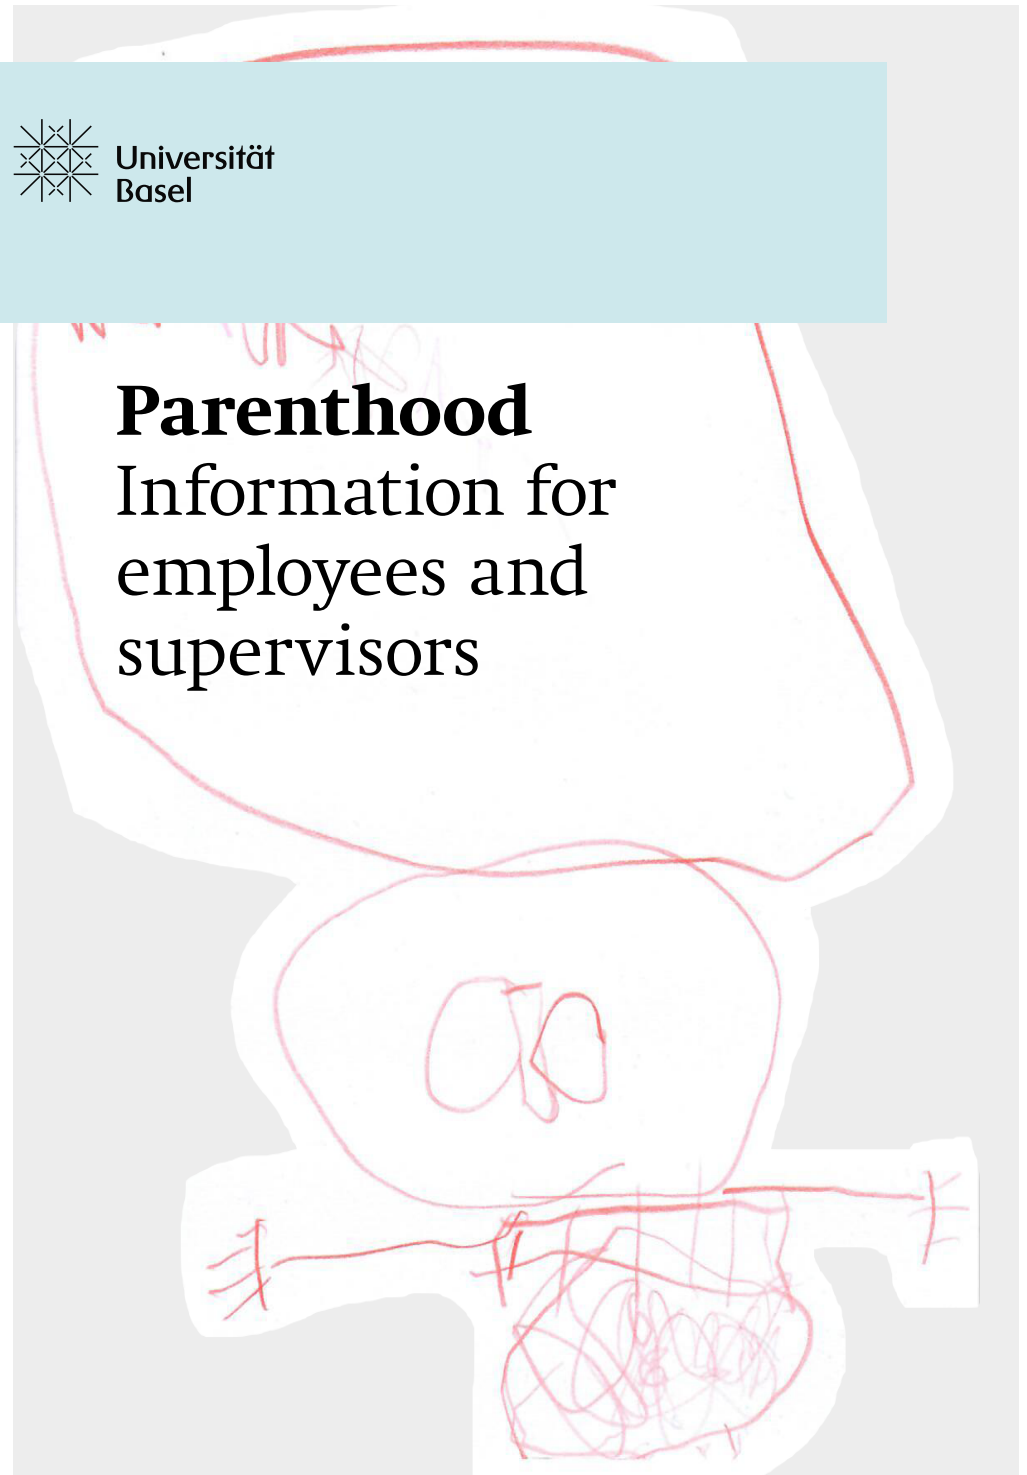 Universität
Basel
Parenthood
Information for
employees and
supervisors